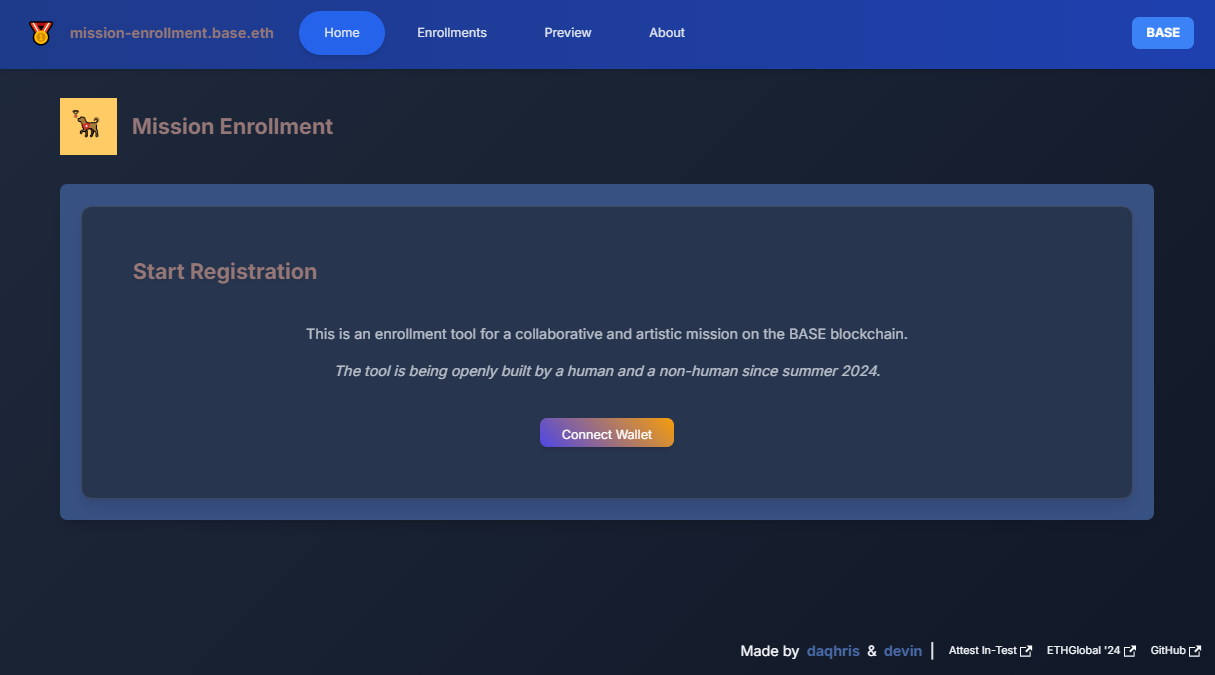 mission-enrollment.base.eth Home Enrollments Preview About BASE
Mission Enrollment
Start Registration
This is an enrollment tool for a collaborative and artistic mission on the BASE blockchain.
The tool is being openly built by a human and a non-human since summer 2024.
Connect Wallet
Made by daqhris & devin | Attest In-Test ETHGlobal '24 GitHub